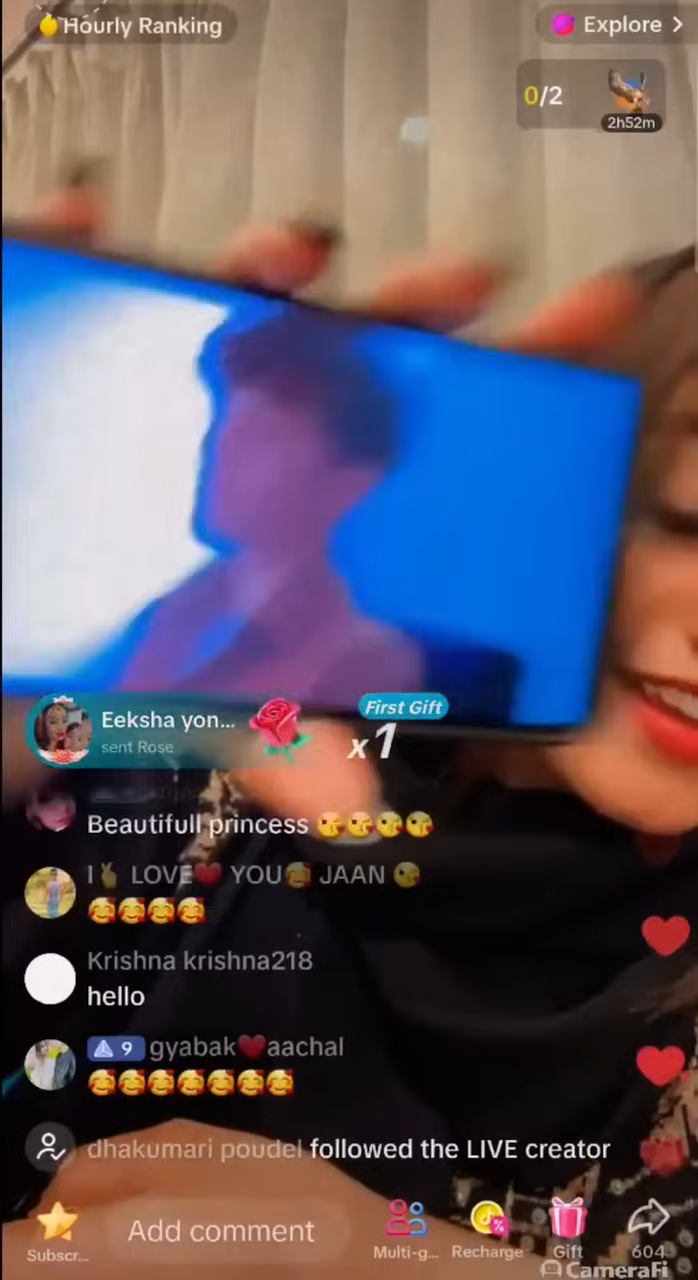 Hourly Ranking
Explore >
0/2
2h52m
First Gift
Eeksha yon...
sent Rose
x1
Beautifull princess 😘😘😘😘
I✌️ LOVE❤️ YOU🥰 JAAN 😘
🥰🥰🥰🥰
Krishna krishna218
hello
9 gyabak❤️aachal
🥰🥰🥰🥰🥰🥰🥰
dhakumari poudel followed the LIVE creator
Add comment
Subscr...
Multi-g...
Recharge
Gift
604
CameraFi